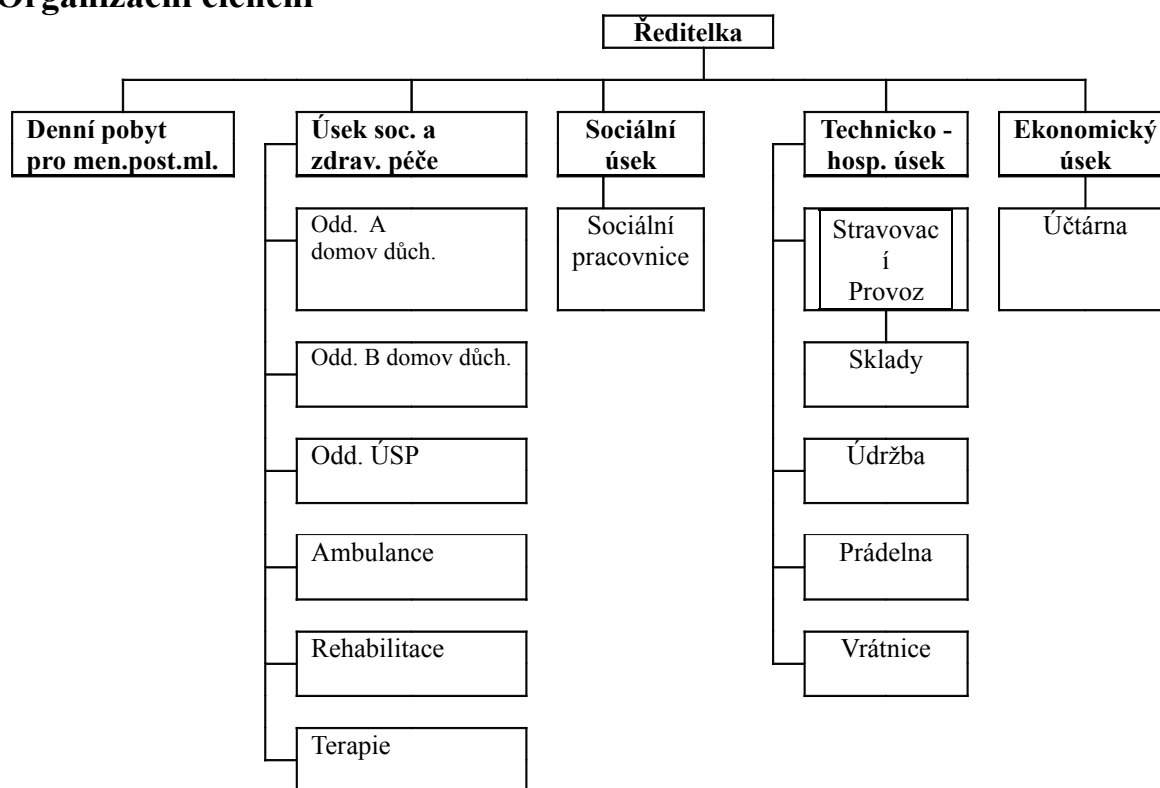 Organizační členění
Ředitelka
Denní pobyt
pro men.post.ml.
Úsek soc. a
zdrav. péče
Sociální
úsek
Technicko -
hosp. úsek
Ekonomický
úsek
Odd.  A
domov důch.
Sociální
pracovnice
Stravovac
í
Provoz
Účtárna
Odd. B domov důch.
Sklady
Odd. ÚSP
Údržba
Ambulance
Prádelna
Rehabilitace
Vrátnice
Terapie